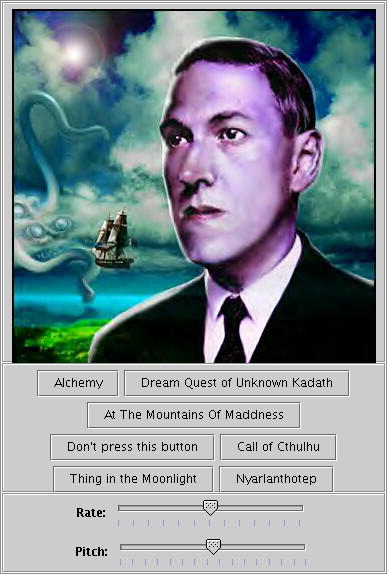 Alchemy Dream Quest of Unknown Kadath
At The Mountains Of Maddness
Don't press this button Call of Cthulhu
Thing in the Moonlight Nyarlanthotep
Rate:
Pitch: